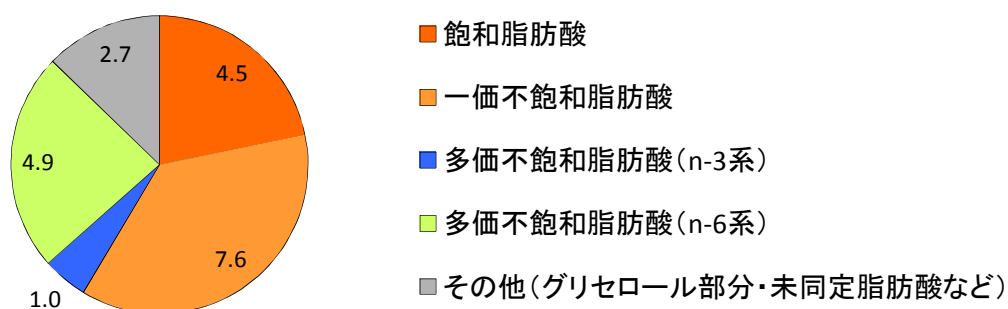 2.7
4.5
4.9
7.6
1.0
飽和脂肪酸
一価不飽和脂肪酸
多価不飽和脂肪酸（n-3系）
多価不飽和脂肪酸（n-6系）
その他（グリセロール部分・未同定脂肪酸など）